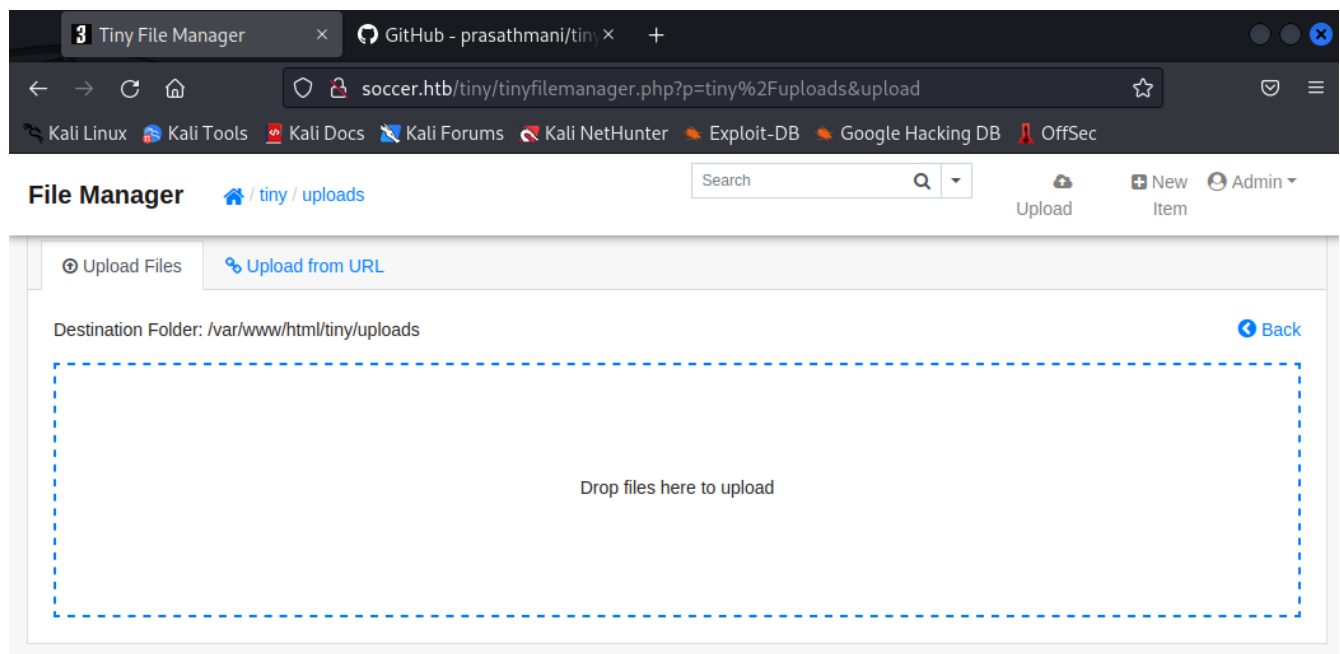 Tiny File Manager
GitHub - prasathmani/tiny
soccer.htb/tiny/tinyfilemanager.php?p=tiny%2Fuploads&upload
Kali Linux Kali Tools Kali Docs Kali Forums Kali NetHunter Exploit-DB Google Hacking DB OffSec
File Manager / tiny / uploads Search Upload New Item Admin
Upload Files Upload from URL
Destination Folder: /var/www/html/tiny/uploads Back
Drop files here to upload